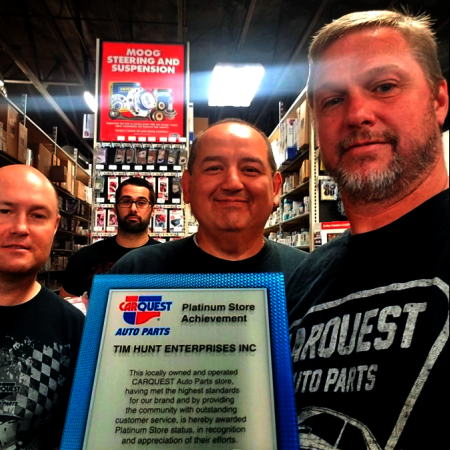 MOOG
STEERING AND
SUSPENSION
CARQUEST
AUTO PARTS
Platinum Store
Achievement
TIM HUNT ENTERPRISES INC
This locally owned and operated
CARQUEST Auto Parts store,
having met the highest standards
for our brand and by providing
the community with outstanding
customer service, is hereby awarded
Platinum Store status, in recognition
and appreciation of their efforts.
CARQUEST
AUTO PARTS